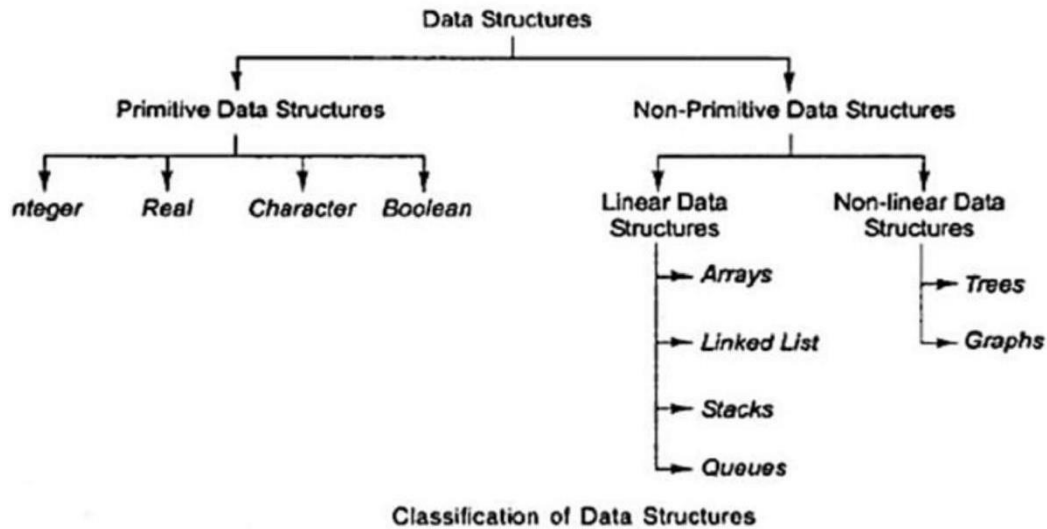 Data Structures
Primitive Data Structures
Non-Primitive Data Structures
nteger
Real
Character
Boolean
Linear Data
Structures
Non-linear Data
Structures
Arrays
Linked List
Stacks
Queues
Trees
Graphs
Classification of Data Structures